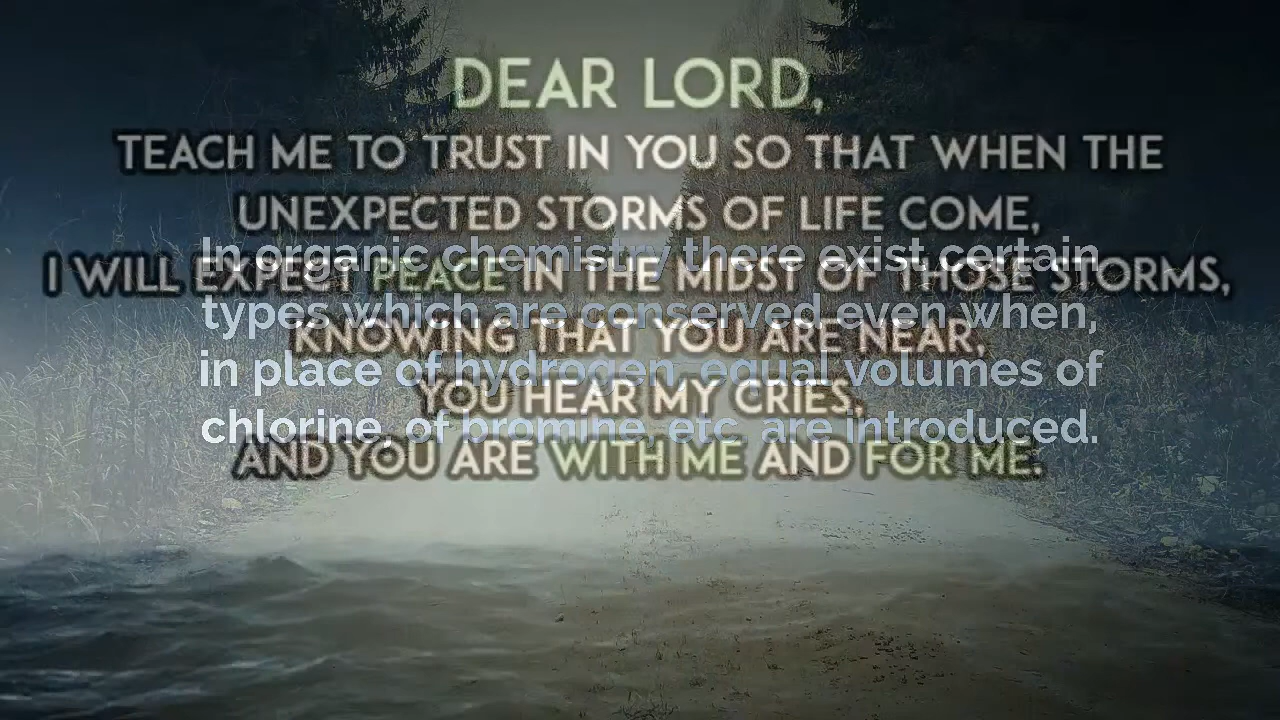 DEAR LORD,
TEACH ME TO TRUST IN YOU SO THAT WHEN THE
UNEXPECTED STORMS OF LIFE COME,
In organic chemistry there exist certain
I WILL EXPECT PEACE IN THE MIDST OF THOSE STORMS,
types which are conserved even when,
KNOWING THAT YOU ARE NEAR,
in place of hydrogen, equal volumes of
YOU HEAR MY CRIES,
chlorine, of bromine, etc. are introduced.
AND YOU ARE WITH ME AND FOR ME.